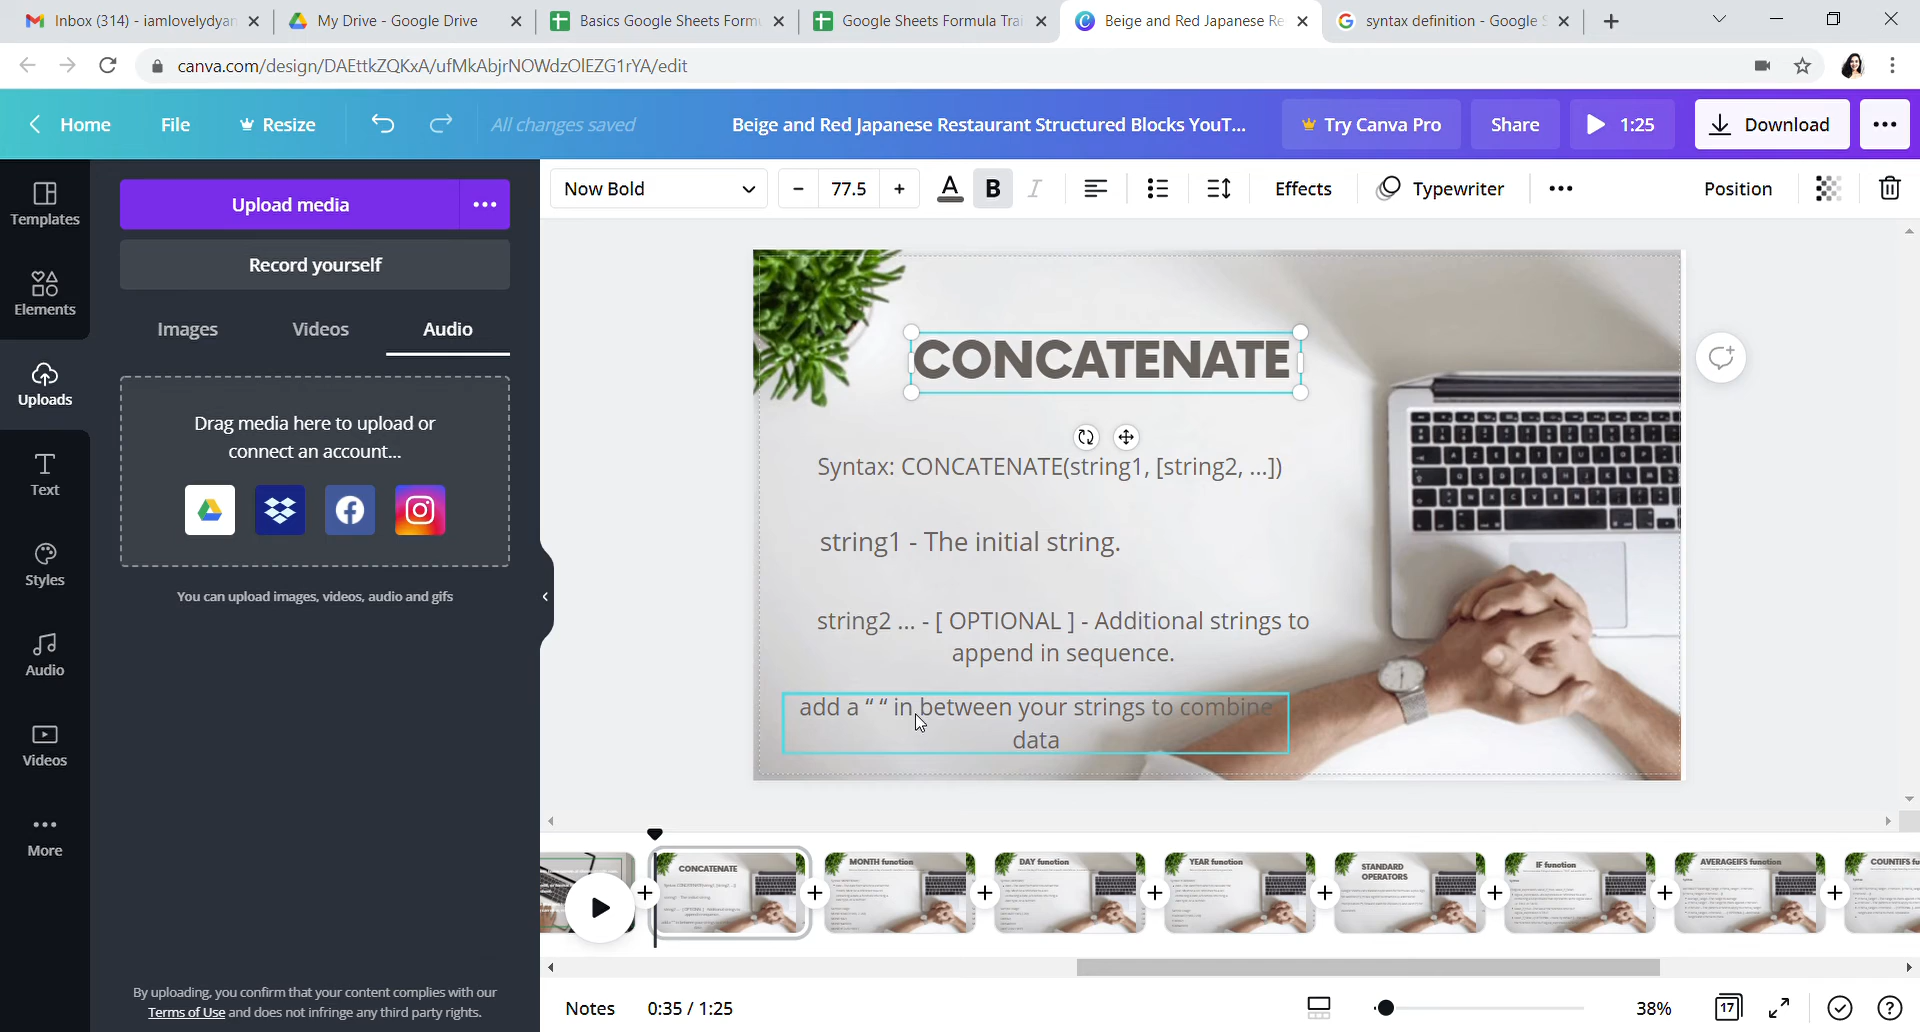 Inbox (314) - iamlovelydyan
My Drive - Google Drive
Basics Google Sheets Formu
Google Sheets Formula Trai
Beige and Red Japanese Re
syntax definition - Google S
canva.com/design/DAEttkZQKxA/ufMkAbjrNOWdzOlEZG1rYA/edit
Home
File
Resize
All changes saved
Beige and Red Japanese Restaurant Structured Blocks YouT...
Try Canva Pro
Share
1:25
Download
Templates
Elements
Uploads
Text
Styles
Audio
Videos
More
Upload media
Record yourself
Images
Videos
Audio
Drag media here to upload or
connect an account...
You can upload images, videos, audio and gifs
By uploading, you confirm that your content complies with our
Terms of Use and does not infringe any third party rights.
Now Bold
- 77.5 +
A
B
I
Effects
Typewriter
Position
CONCATENATE
Syntax: CONCATENATE(string1, [string2, ...])
string1 - The initial string.
string2 ... - [ OPTIONAL ] - Additional strings to
append in sequence.
add a “ “ in between your strings to combine
data
CONCATENATE
MONTH function
DAY function
YEAR function
STANDARD
OPERATORS
IF function
AVERAGEIFS fu
COUNTIFS fu
Notes
0:35 / 1:25
38%
17